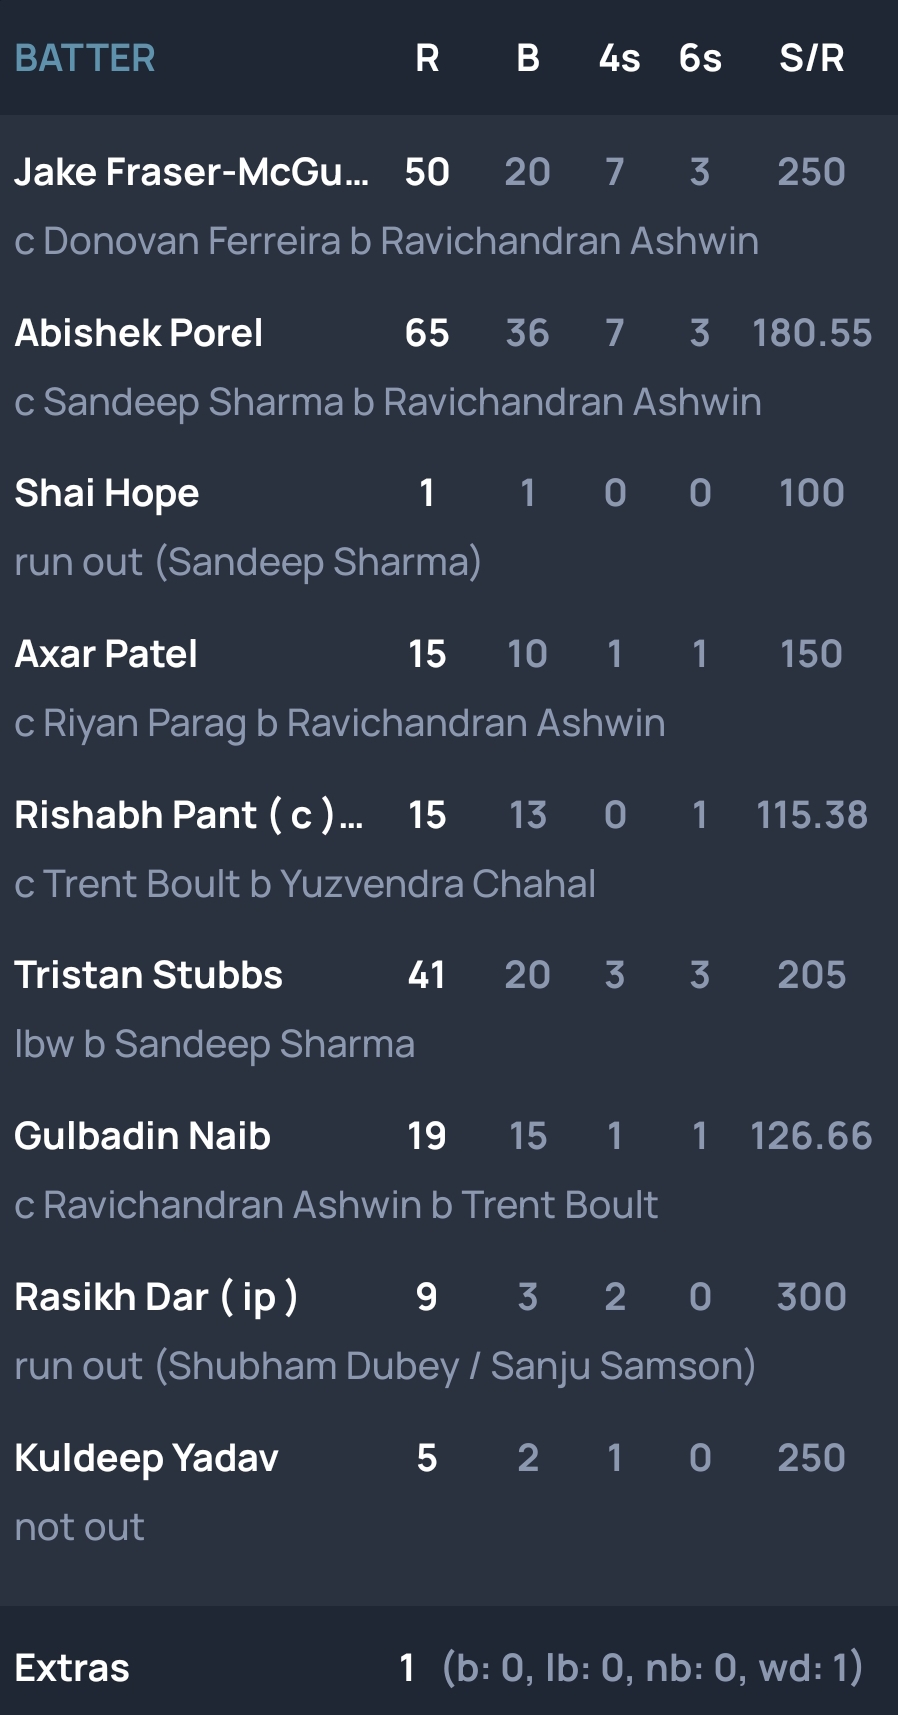 BATTER R B 4s 6s S/R
Jake Fraser-McGu... 50 20 7 3 250
c Donovan Ferreira b Ravichandran Ashwin
Abishek Porel 65 36 7 3 180.55
c Sandeep Sharma b Ravichandran Ashwin
Shai Hope 1 1 0 0 100
run out (Sandeep Sharma)
Axar Patel 15 10 1 1 150
c Riyan Parag b Ravichandran Ashwin
Rishabh Pant ( c )... 15 13 0 1 115.38
c Trent Boult b Yuzvendra Chahal
Tristan Stubbs 41 20 3 3 205
lbw b Sandeep Sharma
Gulbadin Naib 19 15 1 1 126.66
c Ravichandran Ashwin b Trent Boult
Rasikh Dar ( ip ) 9 3 2 0 300
run out (Shubham Dubey / Sanju Samson)
Kuldeep Yadav 5 2 1 0 250
not out
Extras 1 (b: 0, lb: 0, nb: 0, wd: 1)